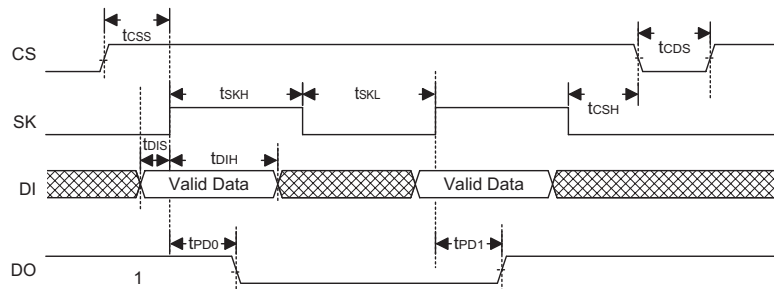 tCSS
CS
tCDS
tSKH
tSKL
tCSH
SK
tDIS
tDIH
DI
Valid Data
Valid Data
tPD0
tPD1
DO
1